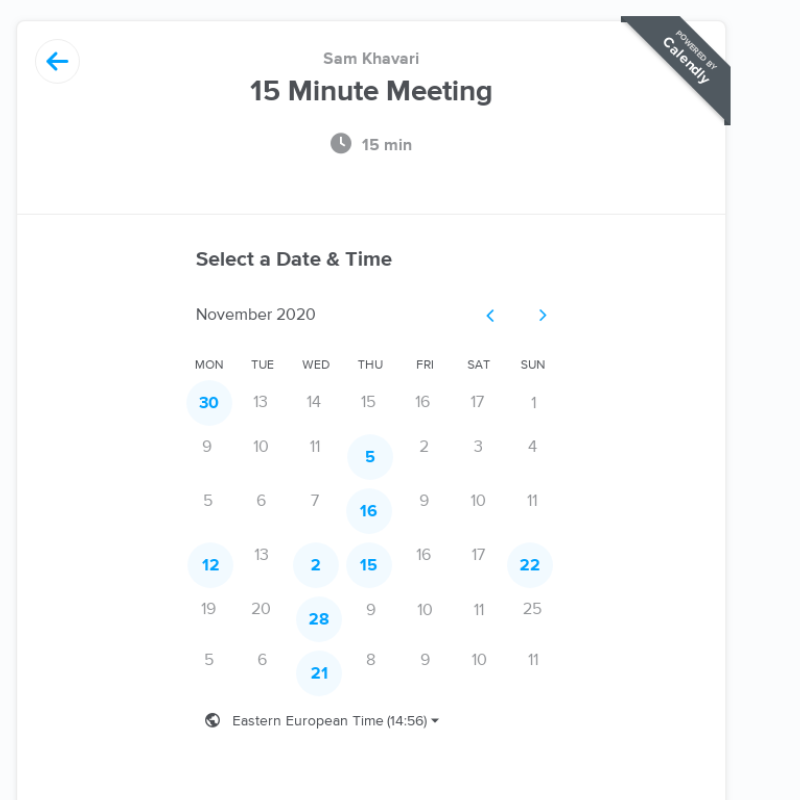 Sam Khavari
15 Minute Meeting
15 min
POWERED BY
Calendly
Select a Date & Time
November 2020
MON TUE WED THU FRI SAT SUN
30 13 14 15 16 17 1
9 10 11 5 2 3 4
5 6 7 16 9 10 11
12 13 2 15 16 17 22
19 20 28 9 10 11 25
5 6 21 8 9 10 11
Eastern European Time (14:56)